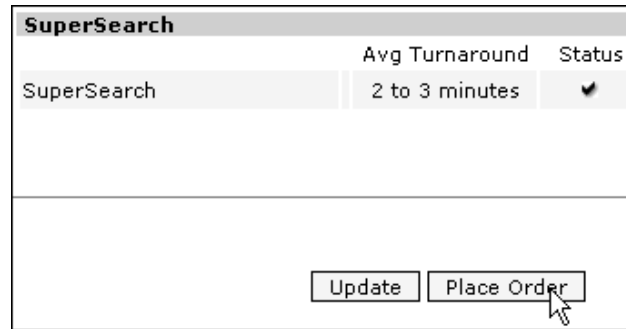 SuperSearch
Avg Turnaround Status
SuperSearch 2 to 3 minutes ✔
Update Place Order